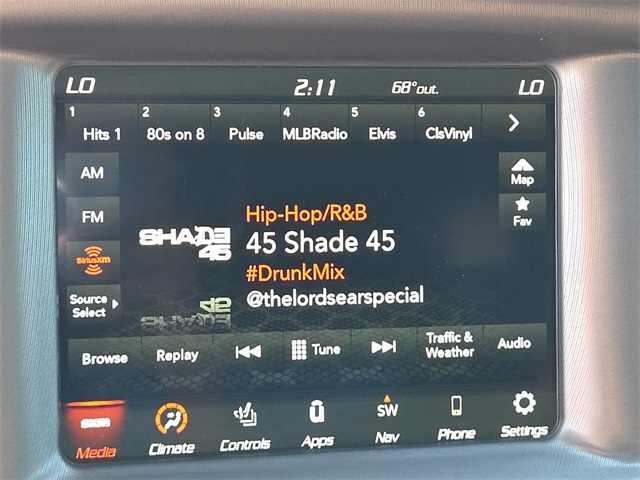 LO 2:11 68° out. LO
1 2 3 4 5 6
Hits 1 80s on 8 Pulse MLBRadio Elvis ClsVinyl
AM
Map
FM
Fav
SiriusXM
Source
Select
SHADE
45
Hip-Hop/R&B
45 Shade 45
#DrunkMix
@thelordsearspecial
Browse Replay Tune Traffic &
Weather Audio
sxm
Media Climate Controls Apps SW
Nav Phone Settings